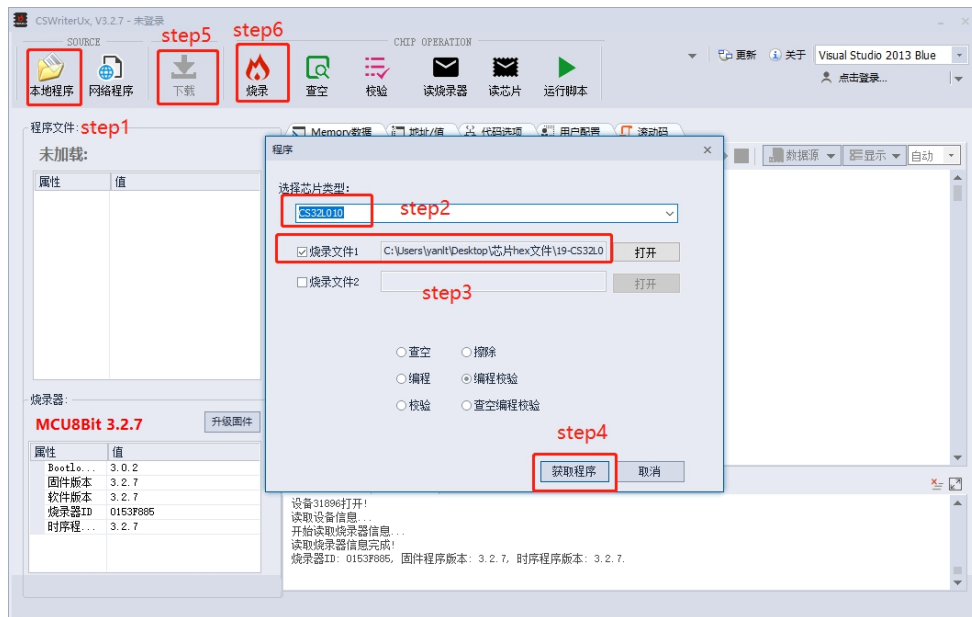 CSWriterUx, V3.2.7 - 未登录
SOURCE
step5
step6
CHIP OPERATION
更新
关于
Visual Studio 2013 Blue
点击登录...
本地程序
网络程序
下载
烧录
查空
校验
读烧录器
读芯片
运行脚本
程序文件:
step1
未加载:
属性 值
Memory数据
地址/值
代码选项
用户配置
滚动码
数据源
显示
自动
程序
选择芯片类型:
CS32L010
step2
烧录文件1
C:\Users\yanlt\Desktop\芯片hex文件\19-CS32L0
打开
烧录文件2
打开
step3
查空
擦除
编程
编程校验
校验
查空编程校验
step4
获取程序
取消
烧录器:
MCU8Bit 3.2.7
升级固件
属性 值
Bootlo... 3.0.2
固件版本 3.2.7
软件版本 3.2.7
烧录器ID 0153F885
时序程... 3.2.7
设备31896打开!
读取设备信息...
开始读取烧录器信息...
读取烧录器信息完成!
烧录器ID: 0153F885, 固件程序版本: 3.2.7, 时序程序版本: 3.2.7.